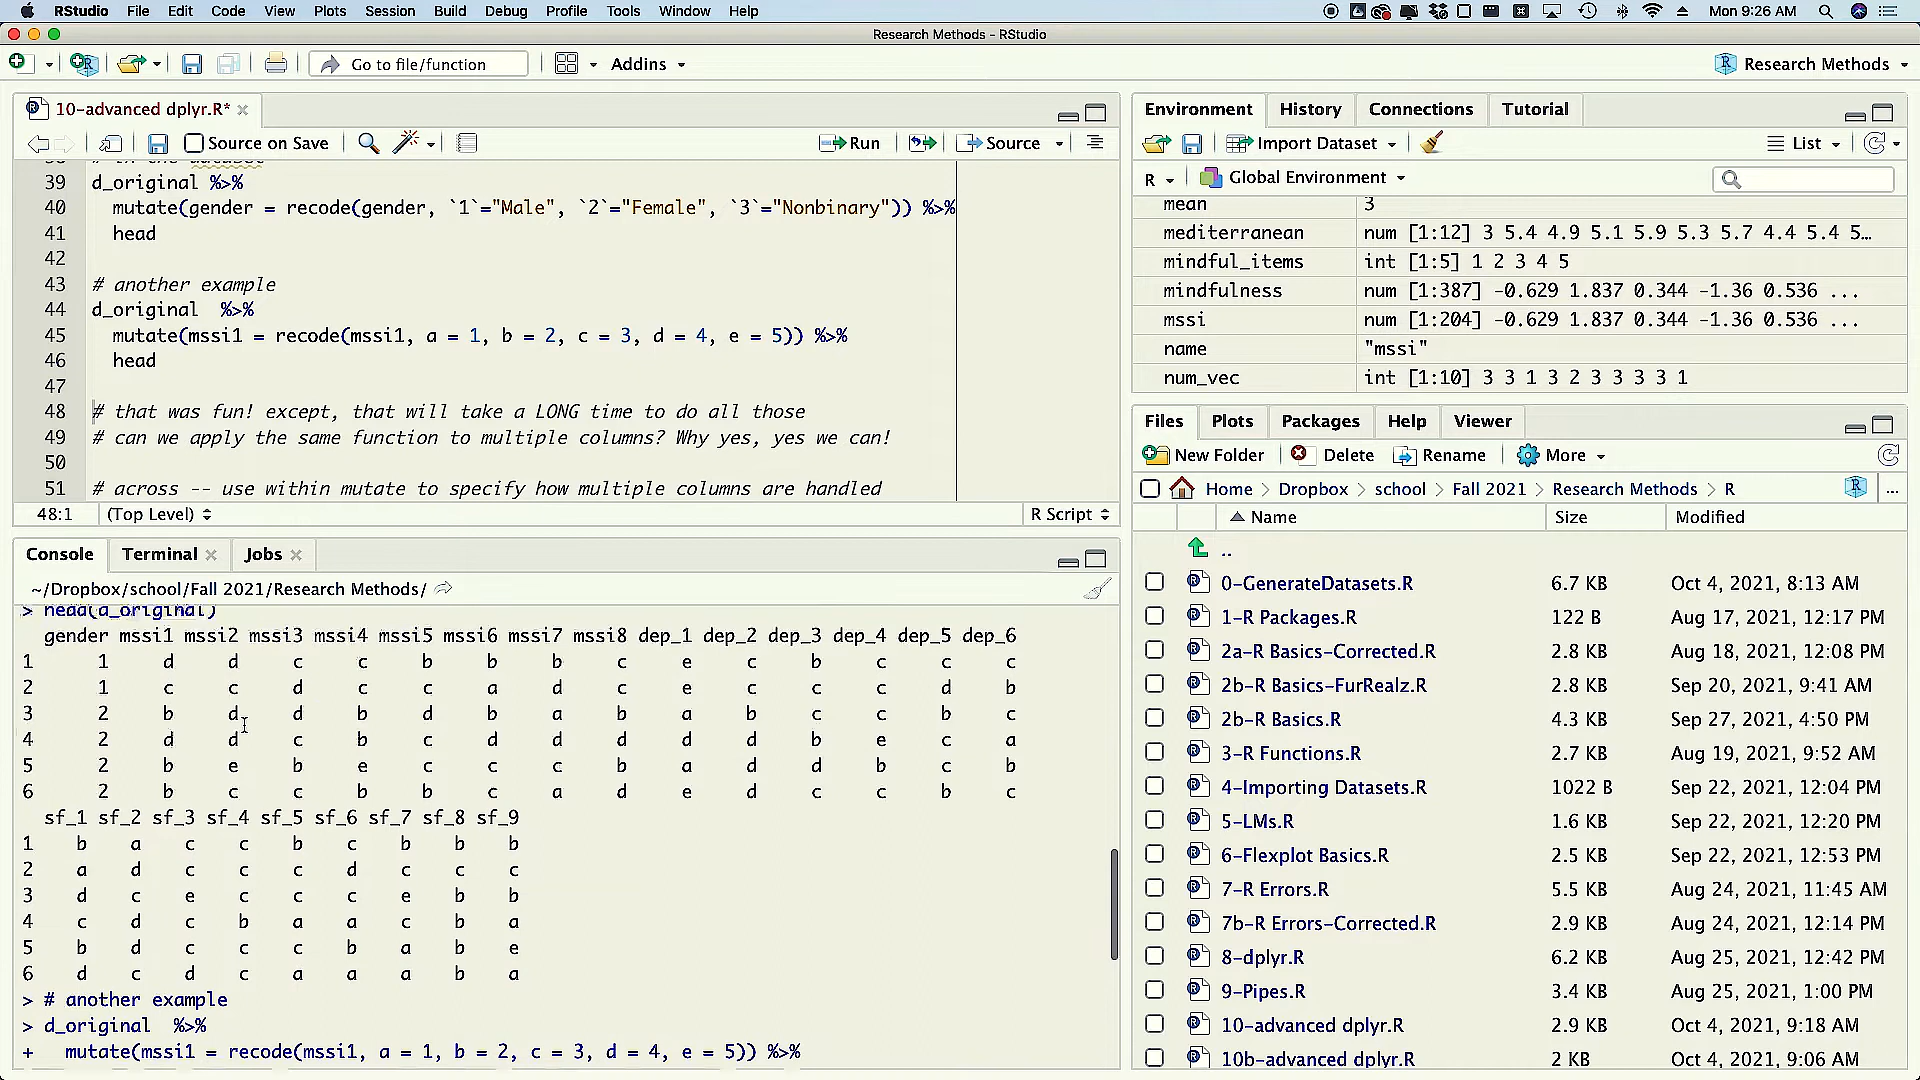 RStudio File Edit Code View Plots Session Build Debug Profile Tools Window Help Mon 9:26 AM
Research Methods - RStudio
Go to file/function Addins Research Methods
10-advanced dplyr.R*
Source on Save Run Source
39 d_original %>%
40 mutate(gender = recode(gender, `1`="Male", `2`="Female", `3`="Nonbinary")) %>%
41 head
42
43 # another example
44 d_original  %>%
45 mutate(mssi1 = recode(mssi1, a = 1, b = 2, c = 3, d = 4, e = 5)) %>%
46 head
47
48 # that was fun! except, that will take a LONG time to do all those
49 # can we apply the same function to multiple columns? Why yes, yes we can!
50
51 # across -- use within mutate to specify how multiple columns are handled
48:1 (Top Level) R Script
Console Terminal Jobs
~/Dropbox/school/Fall 2021/Research Methods/
> head(d_original)
gender mssi1 mssi2 mssi3 mssi4 mssi5 mssi6 mssi7 mssi8 dep_1 dep_2 dep_3 dep_4 dep_5 dep_6
1 1 d d c c b b b c e c b c c c
2 1 c c d c c a d c e c c c d b
3 2 b d d b d b a b a b c c b c
4 2 d d c b c d d d d d b e c a
5 2 b e b e c c c b a d d b c b
6 2 b c c b b c a d e d c c b c
sf_1 sf_2 sf_3 sf_4 sf_5 sf_6 sf_7 sf_8 sf_9
1 b a c c b c b b b
2 a d c c c d c c c
3 d c e c c c e b b
4 c d c b a a c b a
5 b d c c c b a b e
6 d c d c a a a b a
> # another example
> d_original  %>%
+ mutate(mssi1 = recode(mssi1, a = 1, b = 2, c = 3, d = 4, e = 5)) %>%
Environment History Connections Tutorial
Import Dataset List
R Global Environment
mean 3
mediterranean num [1:12] 3 5.4 4.9 5.1 5.9 5.3 5.7 4.4 5.4 5…
mindful_items int [1:5] 1 2 3 4 5
mindfulness num [1:387] -0.629 1.837 0.344 -1.36 0.536 ...
mssi num [1:204] -0.629 1.837 0.344 -1.36 0.536 ...
name "mssi"
num_vec int [1:10] 3 3 1 3 2 3 3 3 3 1
Files Plots Packages Help Viewer
New Folder Delete Rename More
Home > Dropbox > school > Fall 2021 > Research Methods > R ...
Name Size Modified
..
0-GenerateDatasets.R 6.7 KB Oct 4, 2021, 8:13 AM
1-R Packages.R 122 B Aug 17, 2021, 12:17 PM
2a-R Basics-Corrected.R 2.8 KB Aug 18, 2021, 12:08 PM
2b-R Basics-FurRealz.R 2.8 KB Sep 20, 2021, 9:41 AM
2b-R Basics.R 4.3 KB Sep 27, 2021, 4:50 PM
3-R Functions.R 2.7 KB Aug 19, 2021, 9:52 AM
4-Importing Datasets.R 1022 B Sep 22, 2021, 12:04 PM
5-LMs.R 1.6 KB Sep 22, 2021, 12:20 PM
6-Flexplot Basics.R 2.5 KB Sep 22, 2021, 12:53 PM
7-R Errors.R 5.5 KB Aug 24, 2021, 11:45 AM
7b-R Errors-Corrected.R 2.9 KB Aug 24, 2021, 12:14 PM
8-dplyr.R 6.2 KB Aug 25, 2021, 12:42 PM
9-Pipes.R 3.4 KB Aug 25, 2021, 1:00 PM
10-advanced dplyr.R 2.9 KB Oct 4, 2021, 9:18 AM
10b-advanced dplyr.R 2 KB Oct 4, 2021, 9:06 AM